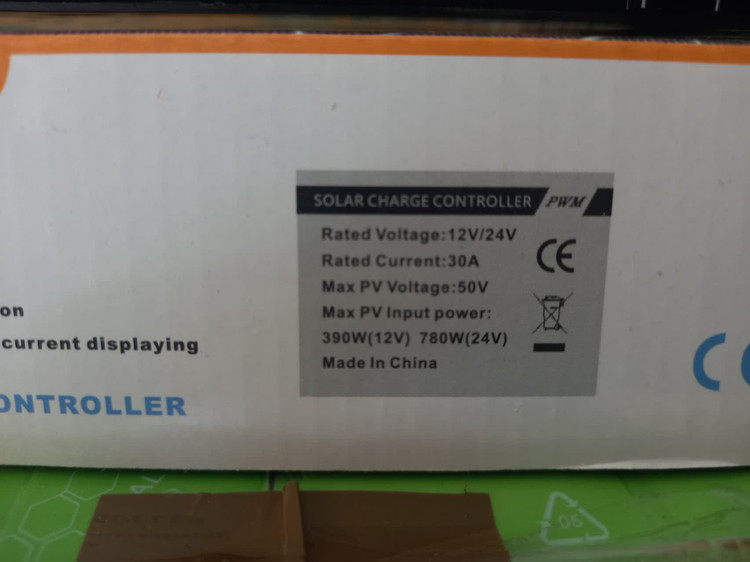 SOLAR CHARGE CONTROLLER PWM
Rated Voltage:12V/24V
Rated Current:30A
CE
Max PV Voltage:50V
Max PV Input power:
390W(12V) 780W(24V)
Made In China
on
current displaying
ONTROLLER
CE
05